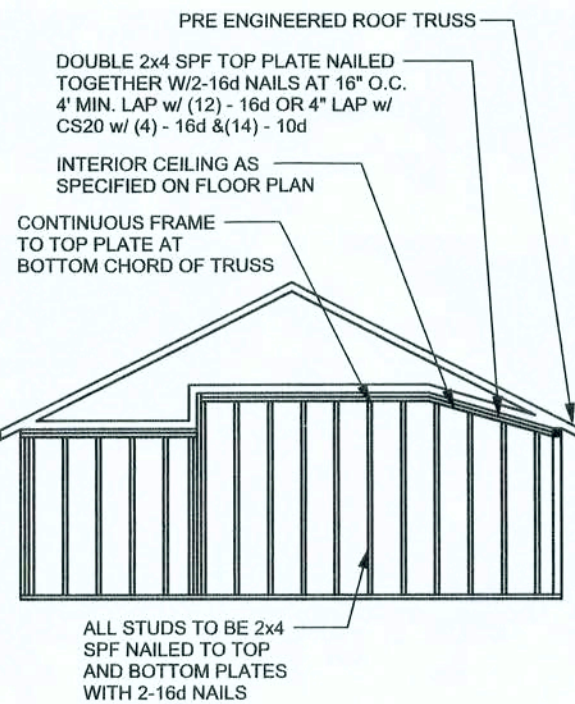 PRE ENGINEERED ROOF TRUSS
DOUBLE 2x4 SPF TOP PLATE NAILED
TOGETHER W/2-16d NAILS AT 16" O.C.
4' MIN. LAP w/ (12) - 16d OR 4" LAP w/
CS20 w/ (4) - 16d &(14) - 10d
INTERIOR CEILING AS
SPECIFIED ON FLOOR PLAN
CONTINUOUS FRAME
TO TOP PLATE AT
BOTTOM CHORD OF TRUSS
ALL STUDS TO BE 2x4
SPF NAILED TO TOP
AND BOTTOM PLATES
WITH 2-16d NAILS